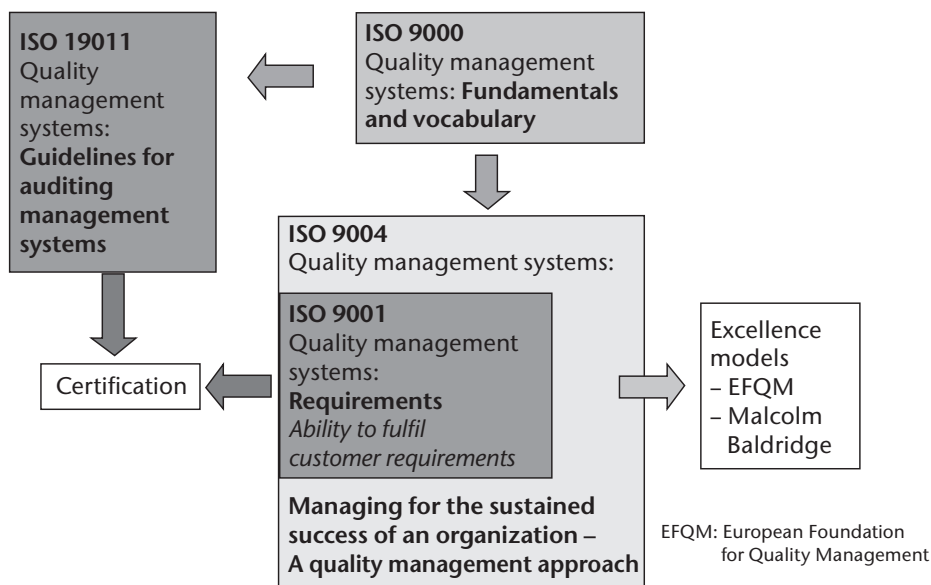 ISO 19011
Quality
management
systems:
Guidelines for
auditing
management
systems
ISO 9000
Quality management
systems: Fundamentals
and vocabulary
ISO 9004
Quality management systems:
ISO 9001
Quality management
systems:
Requirements
Ability to fulfil
customer requirements
Managing for the sustained
success of an organization –
A quality management approach
Certification
Excellence
models
– EFQM
– Malcolm
Baldridge
EFQM: European Foundation
for Quality Management